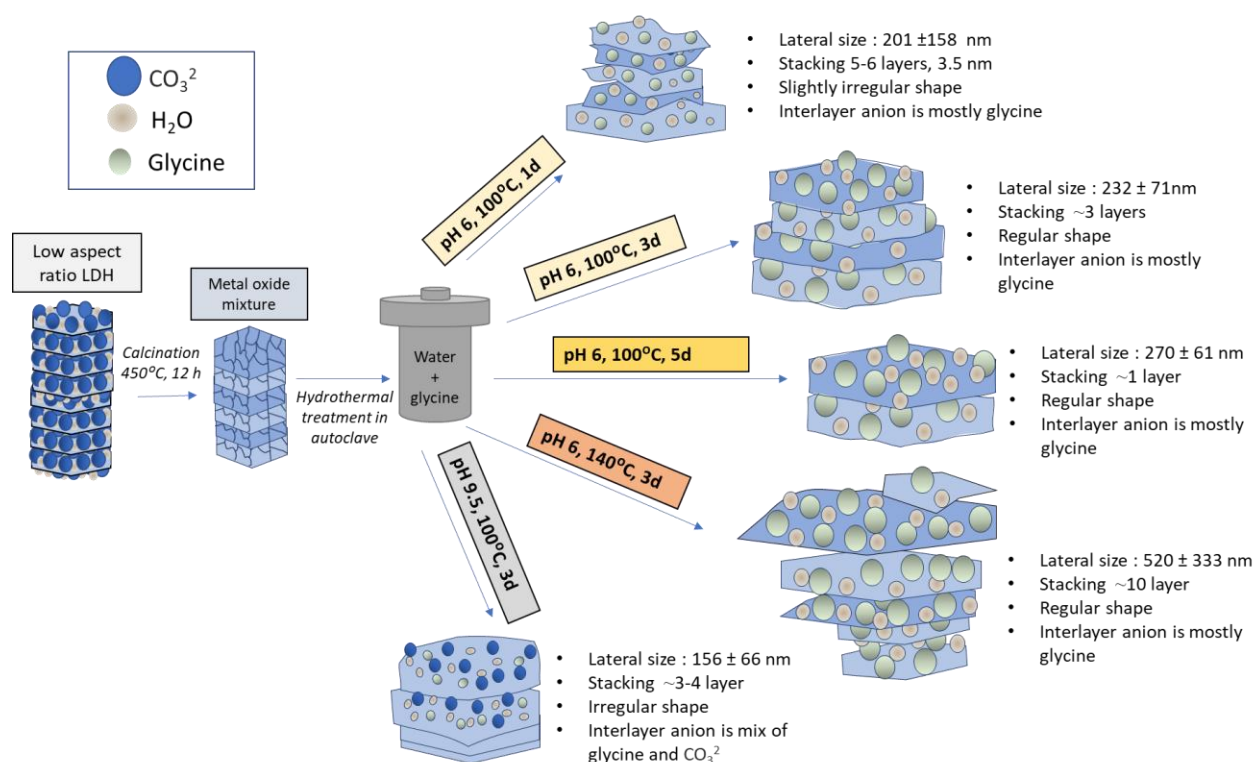 CO₃²
H₂O
Glycine
Low aspect
ratio LDH
Calcination
450°C, 12 h
Metal oxide
mixture
Hydrothermal
treatment in
autoclave
Water
+
glycine
pH 6, 100°C, 1d
• Lateral size : 201 ±158 nm
• Stacking 5-6 layers, 3.5 nm
• Slightly irregular shape
• Interlayer anion is mostly glycine
pH 6, 100°C, 3d
• Lateral size : 232 ± 71nm
• Stacking ~3 layers
• Regular shape
• Interlayer anion is mostly
glycine
pH 6, 100°C, 5d
• Lateral size : 270 ± 61 nm
• Stacking ~1 layer
• Regular shape
• Interlayer anion is mostly
glycine
pH 6, 140°C, 3d
• Lateral size : 520 ± 333 nm
• Stacking ~10 layer
• Regular shape
• Interlayer anion is mostly
glycine
pH 9.5, 100°C, 3d
• Lateral size : 156 ± 66 nm
• Stacking ~3-4 layer
• Irregular shape
• Interlayer anion is mix of
glycine and CO₃²